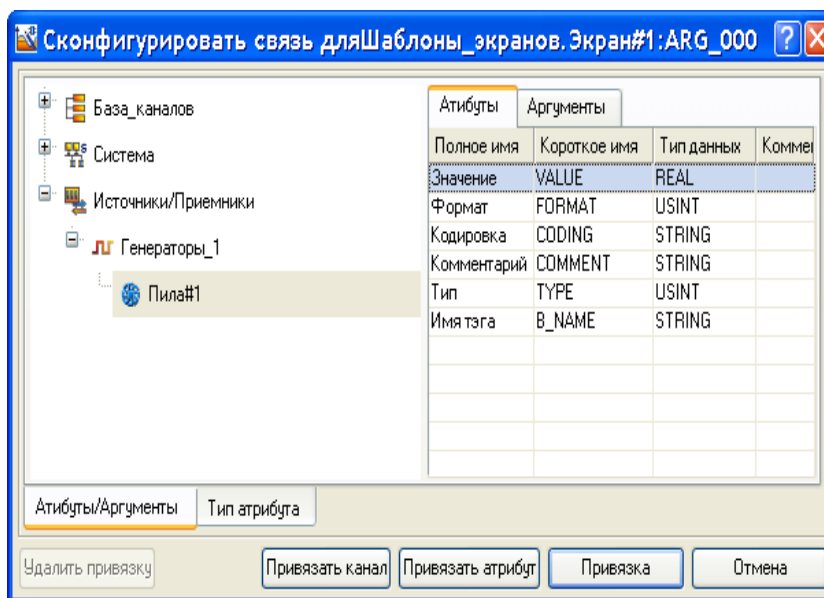 Сконфигурировать связь дляШаблоны_экранов.Экран#1:ARG_000
База_каналов
Система
Источники/Приемники
Генераторы_1
Пила#1
Атибуты Аргументы
Полное имя Короткое имя Тип данных Комме
Значение VALUE REAL
Формат FORMAT USINT
Кодировка CODING STRING
Комментарий COMMENT STRING
Тип TYPE USINT
Имя тэга B_NAME STRING
Атибуты/Аргументы Тип атрибута
Удалить привязку Привязать канал Привязать атрибут Привязка Отмена